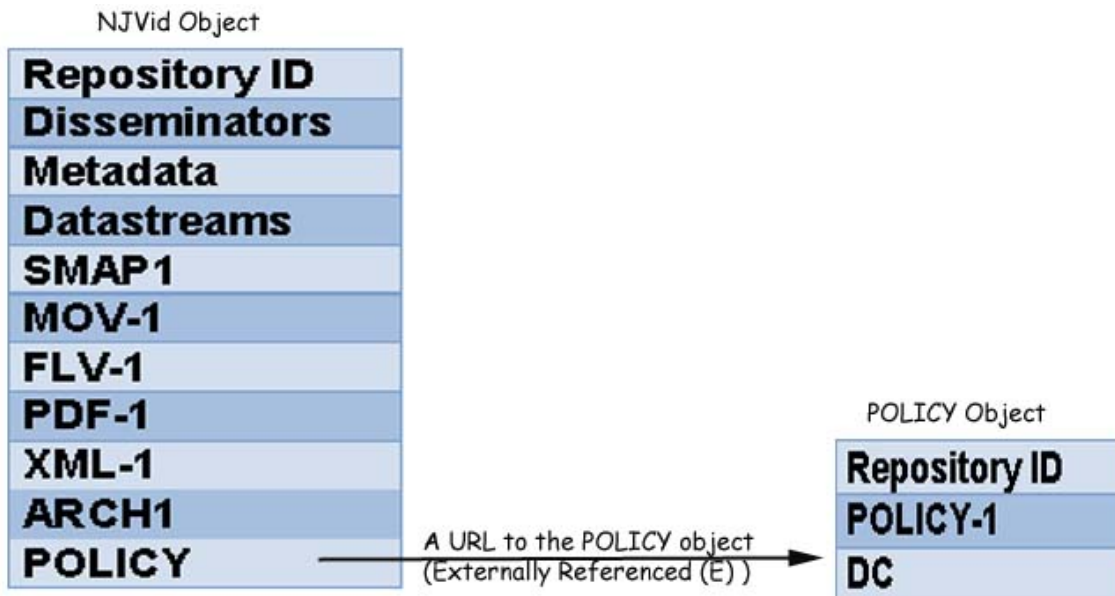 NJVid Object
Repository ID
Disseminators
Metadata
Datastreams
SMAP1
MOV-1
FLV-1
PDF-1
XML-1
ARCH1
POLICY
A URL to the POLICY object
(Externally Referenced (E) )
POLICY Object
Repository ID
POLICY-1
DC